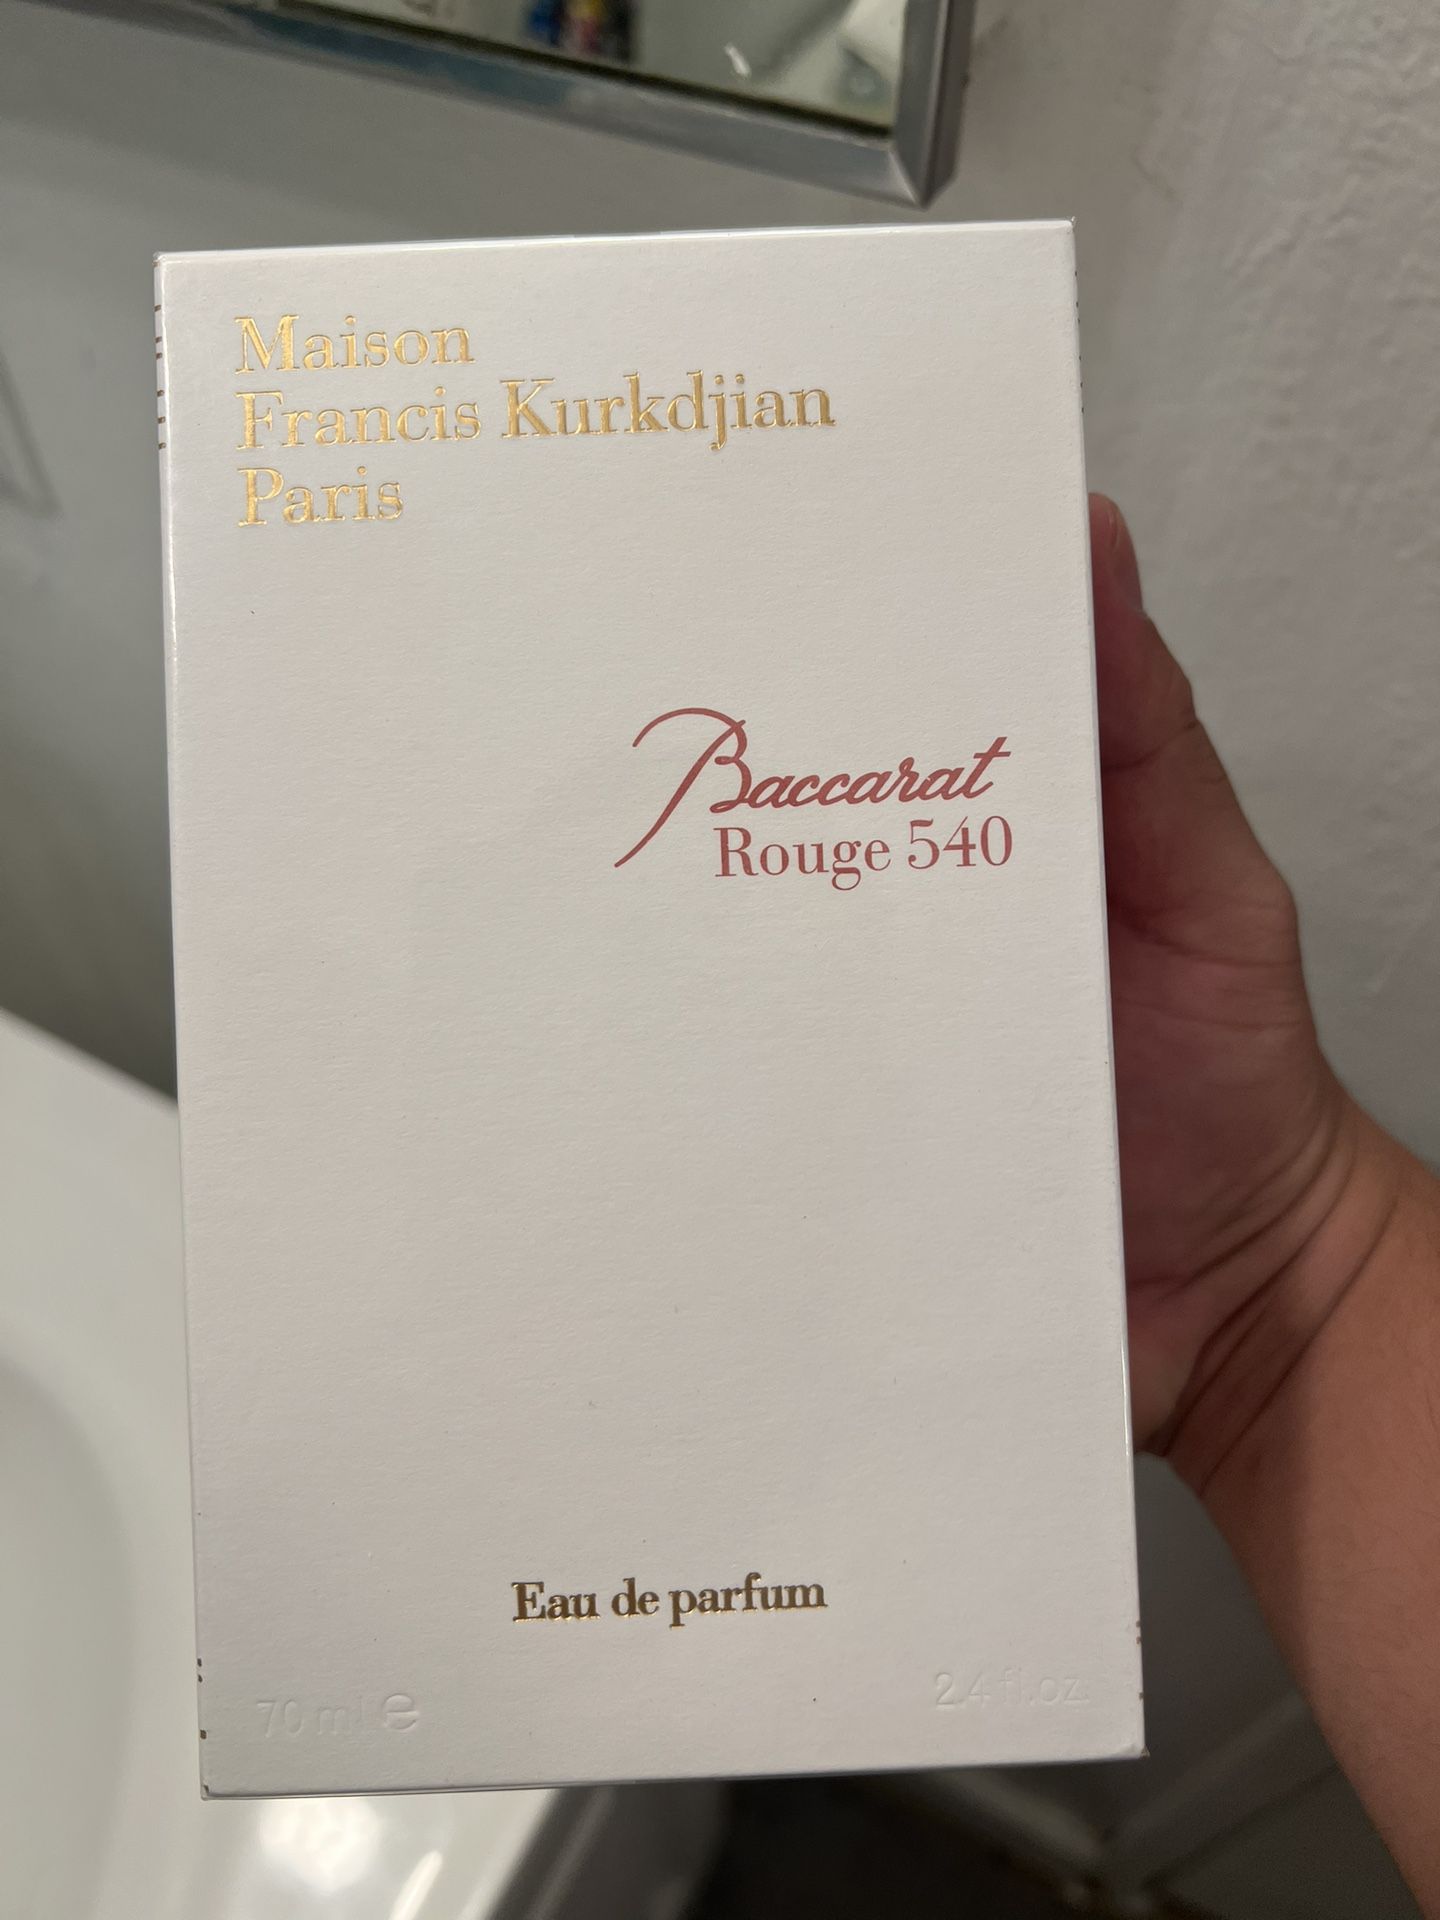 Maison
Francis Kurkdjian
Paris
Baccarat
Rouge 540
Eau de parfum
70 ml e
2.4 fl.oz.